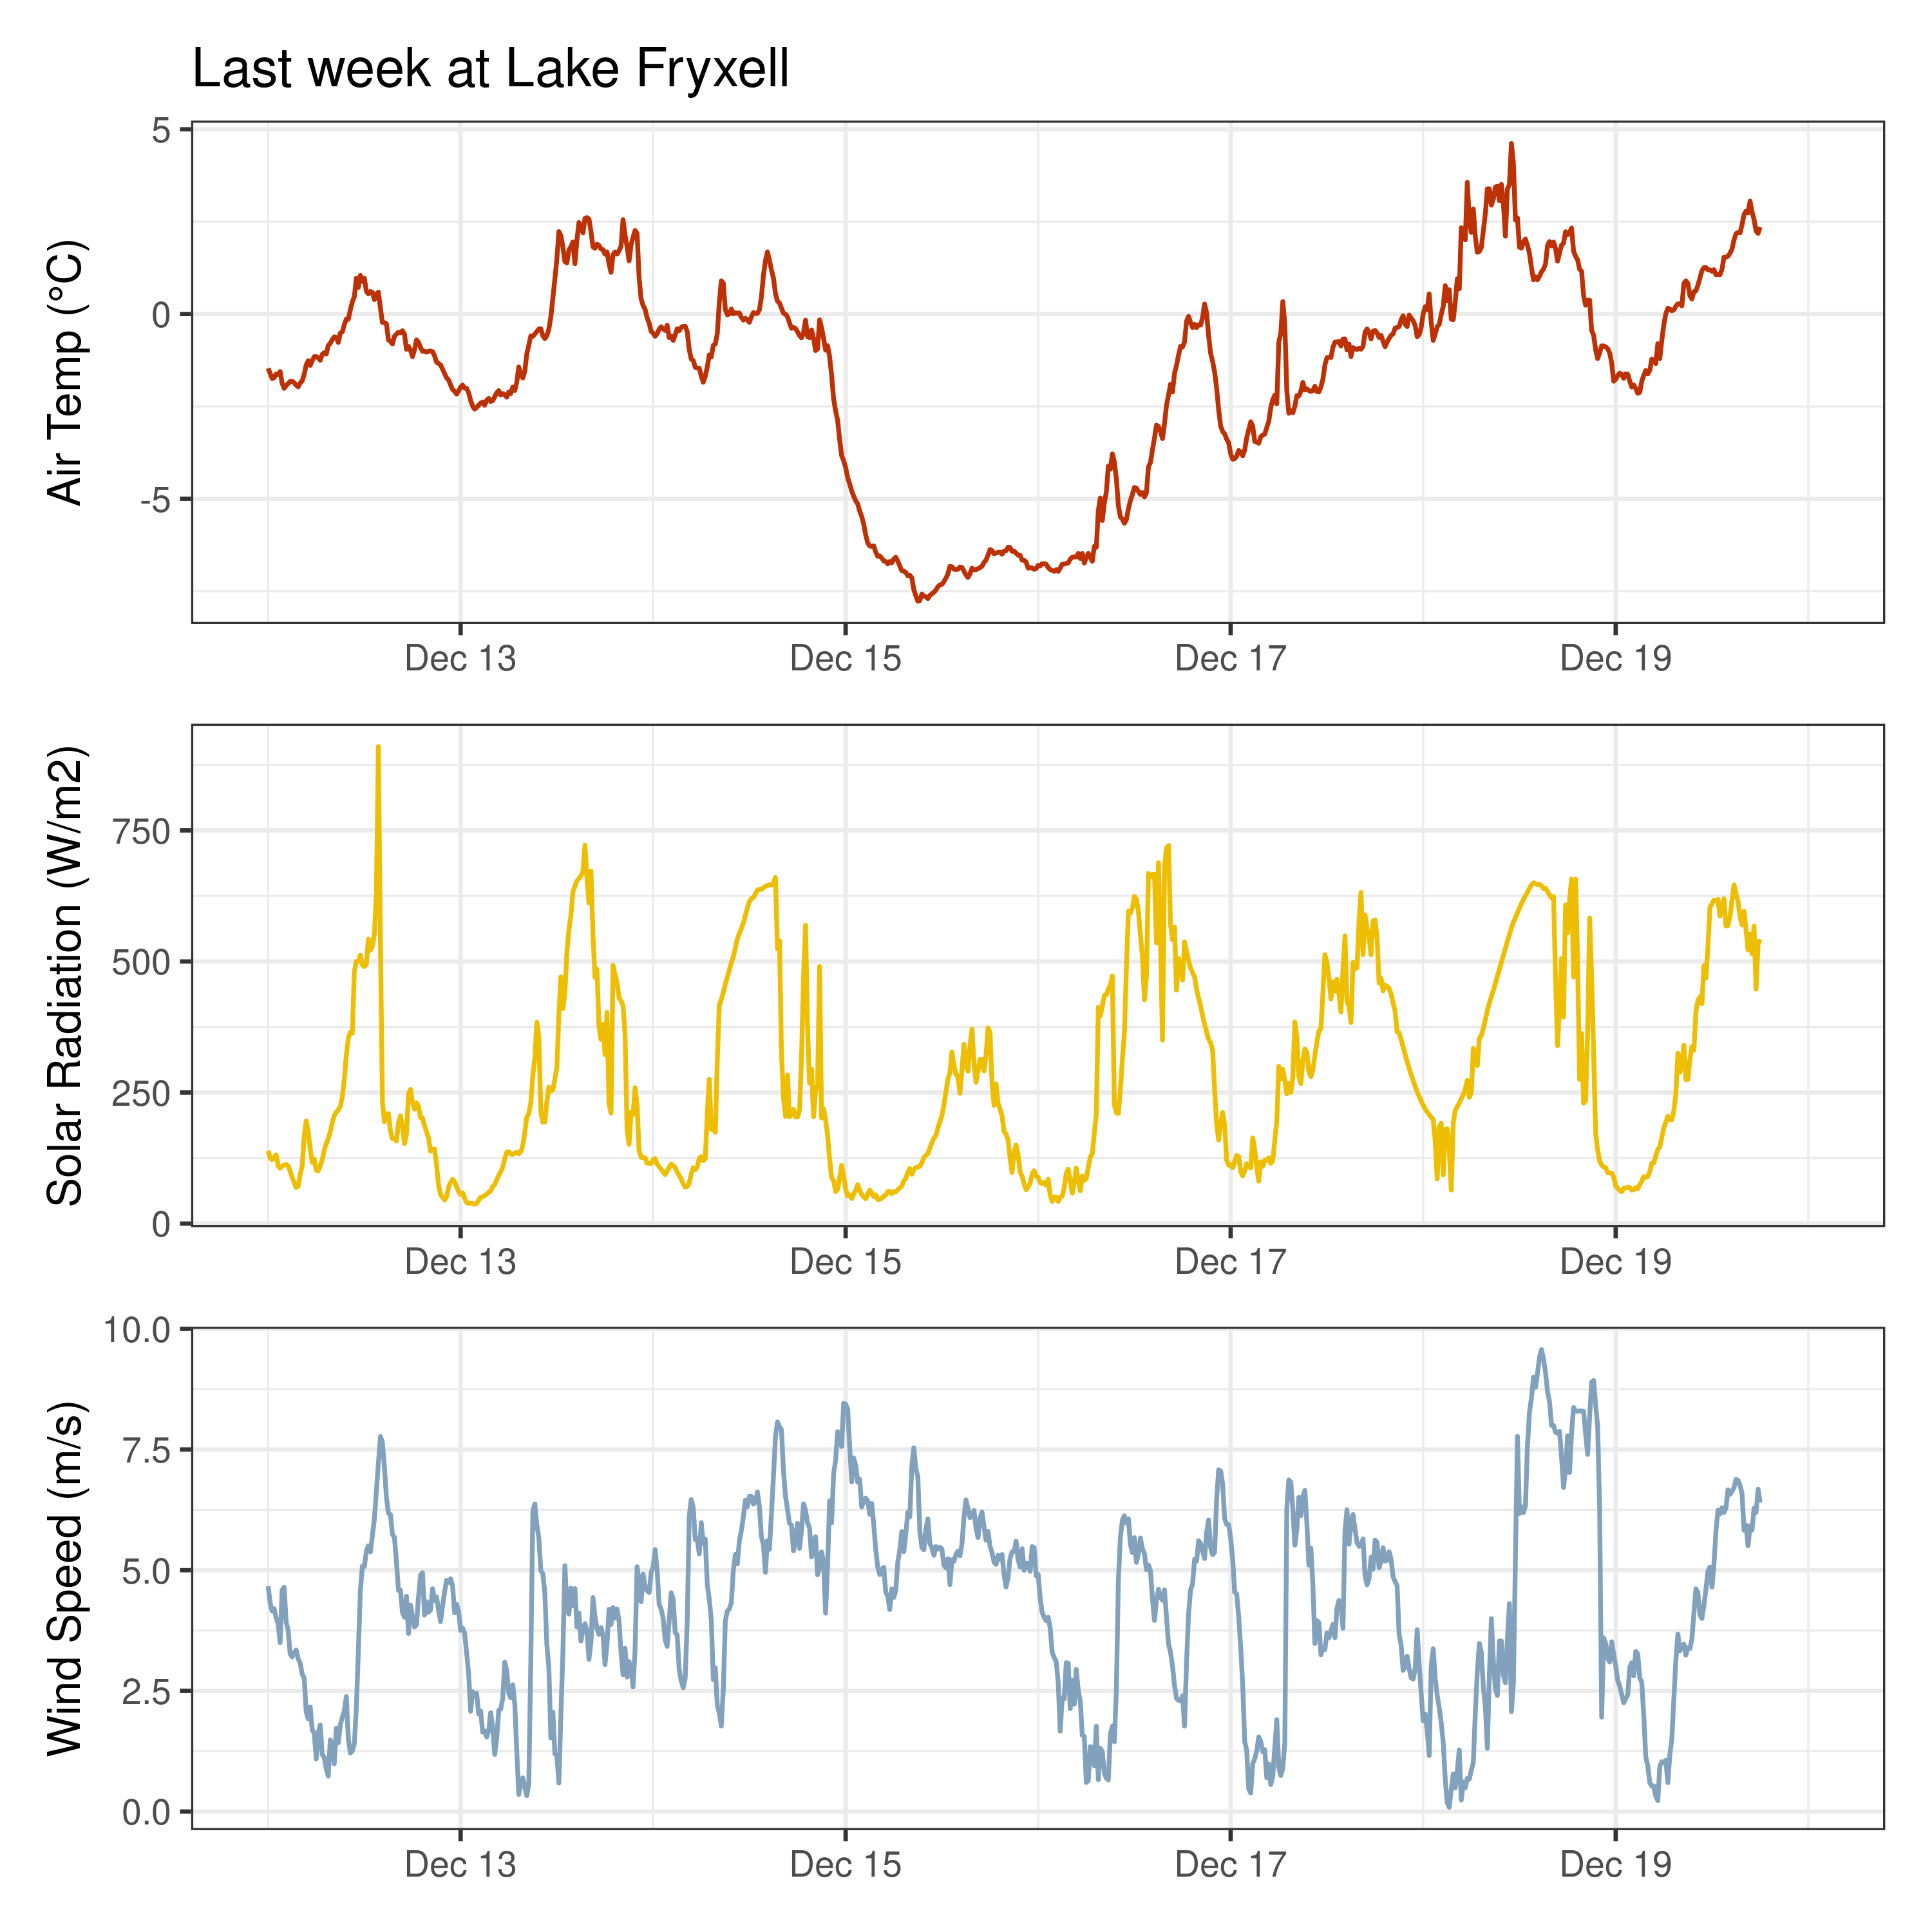 Last week at Lake Fryxell
Air Temp (°C)
5
0
-5
Dec 13 Dec 15 Dec 17 Dec 19
Solar Radiation (W/m2)
750
500
250
0
Dec 13 Dec 15 Dec 17 Dec 19
Wind Speed (m/s)
10.0
7.5
5.0
2.5
0.0
Dec 13 Dec 15 Dec 17 Dec 19